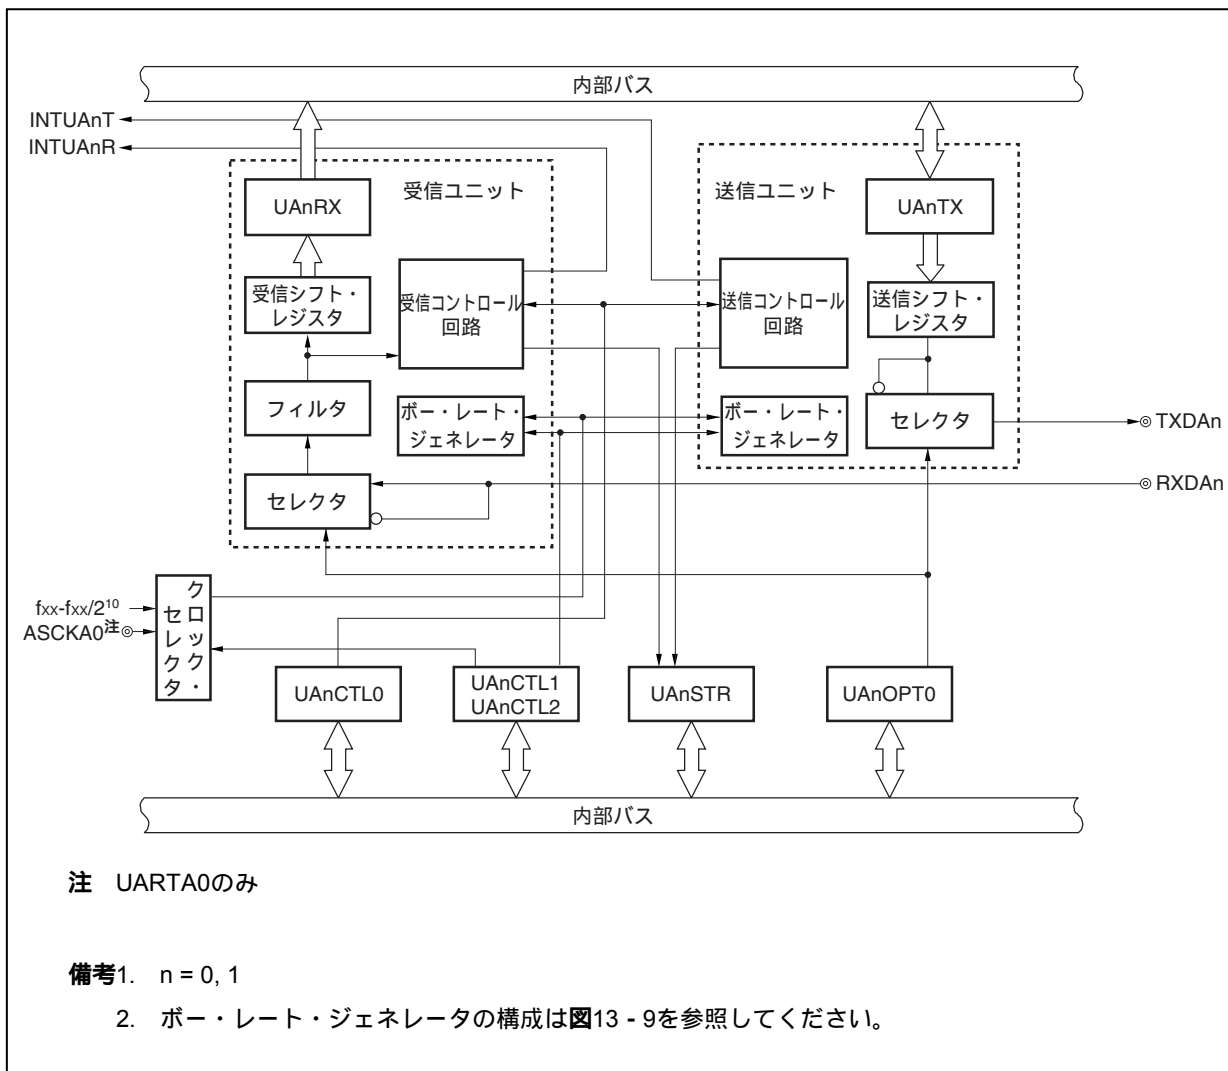 内部バス
INTUAnT
INTUAnR
受信ユニット
送信ユニット
UAnRX
UAnTX
受信シフト・
レジスタ
受信コントロール
回路
送信コントロール
回路
送信シフト・
レジスタ
フィルタ
ボー・レート・
ジェネレータ
ボー・レート・
ジェネレータ
セレクタ
TXDAn
セレクタ
RXDAn
fxx-fxx/2¹⁰
ASCKA0注
クロック・
セレクタ
UAnCTL0
UAnCTL1
UAnCTL2
UAnSTR
UAnOPT0
内部バス
注 UARTA0のみ
備考1. n = 0, 1
2. ボー・レート・ジェネレータの構成は図13 - 9を参照してください。